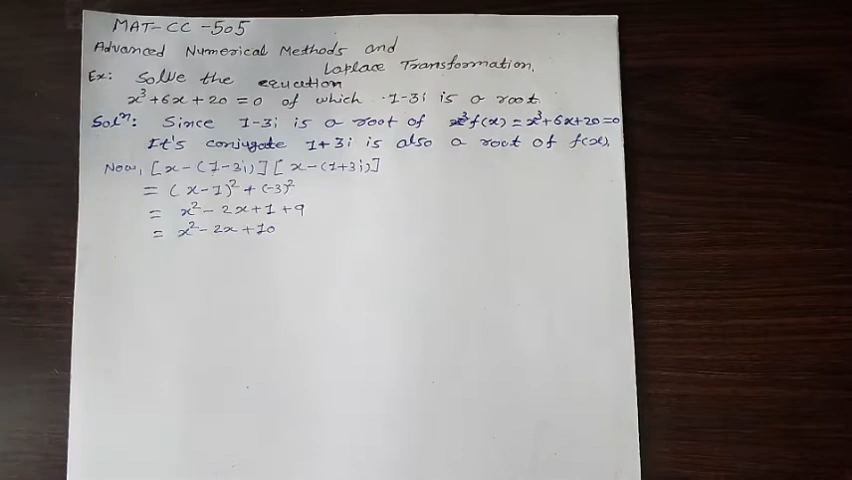 MAT-CC-505
Advanced Numerical Methods and
Laplace Transformation.
Ex: Solve the equation
x³+6x+20=0 of which 1-3i is a root.
Solⁿ: Since 1-3i is a root of f(x)=x³+6x+20=0
It's conjugate 1+3i is also a root of f(x).
Now, [x-(1-3i)][x-(1+3i)]
= (x-1)²+(-3)²
= x²-2x+1+9
= x²-2x+10